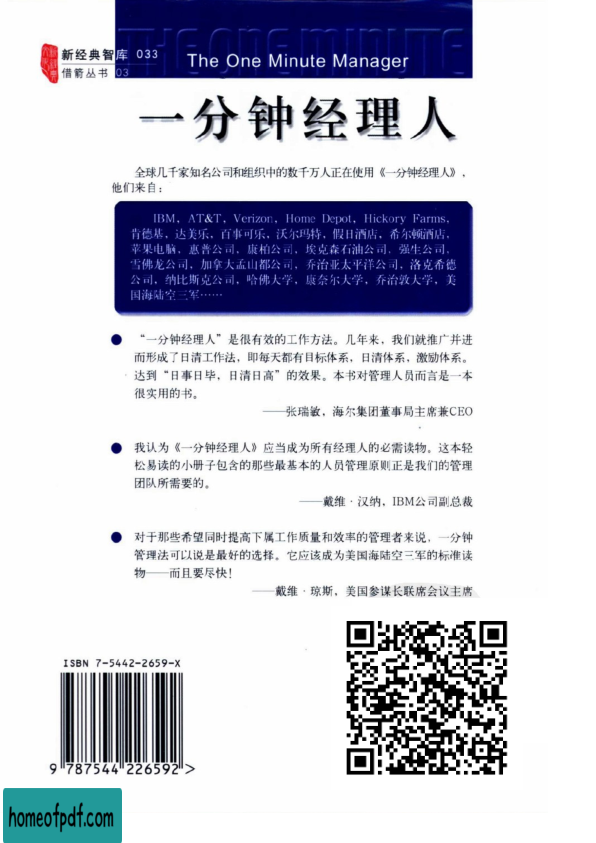 新经典智库 033
借箭丛书 03
The One Minute Manager
一分钟经理人
全球几千家知名公司和组织中的数千万人正在使用《一分钟经理人》，
他们来自：
IBM，AT&T，Verizon，Home Depot，Hickory Farms，
肯德基，达美乐，百事可乐，沃尔玛特，假日酒店，希尔顿酒店，
苹果电脑，惠普公司，康柏公司，埃克森石油公司，强生公司，
雪佛龙公司，加拿大孟山都公司，乔治亚太平洋公司，洛克希德
公司，纳比斯克公司，哈佛大学，康奈尔大学，乔治敦大学，美
国海陆空三军……
● “一分钟经理人”是很有效的工作方法。几年来，我们就推广并进
而形成了日清工作法，即每天都有目标体系，日清体系，激励体系。
达到“日事日毕，日清日高”的效果。本书对管理人员而言是一本
很实用的书。
——张瑞敏，海尔集团董事局主席兼CEO
● 我认为《一分钟经理人》应当成为所有经理人的必需读物。这本轻
松易读的小册子包含的那些最基本的人员管理原则正是我们的管理
团队所需要的。
——戴维·汉纳，IBM公司副总裁
● 对于那些希望同时提高下属工作质量和效率的管理者来说，一分钟
管理法可以说是最好的选择。它应该成为美国海陆空三军的标准读
物——而且要尽快！
——戴维·琼斯，美国参谋长联席会议主席
ISBN 7-5442-2659-X
9 787544 226592 >
homeofpdf.com